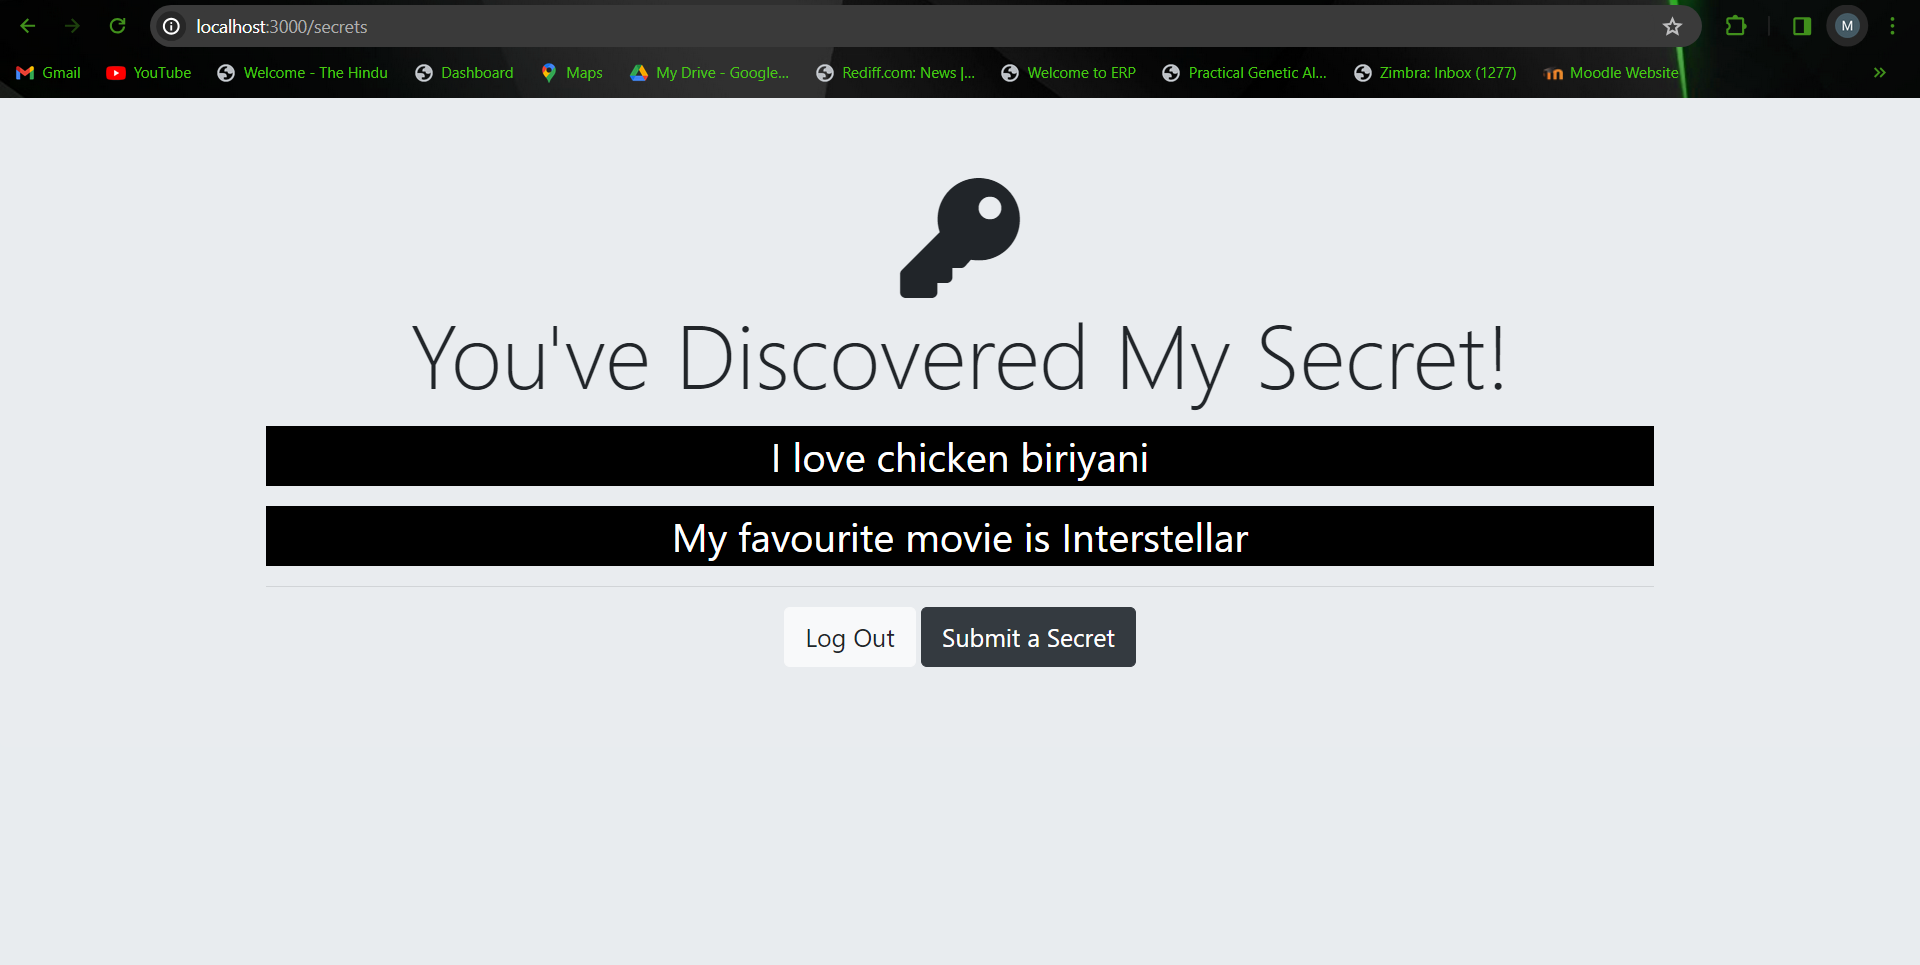 localhost:3000/secrets
M
Gmail YouTube Welcome - The Hindu Dashboard Maps My Drive - Google... Rediff.com: News |... Welcome to ERP Practical Genetic Al... Zimbra: Inbox (1277) Moodle Website »
You've Discovered My Secret!
I love chicken biriyani
My favourite movie is Interstellar
Log Out Submit a Secret